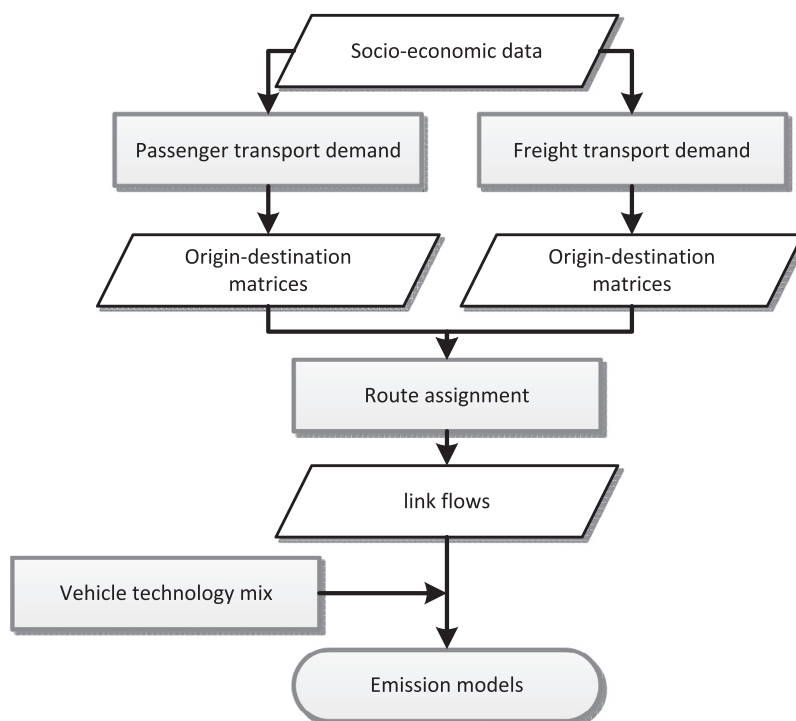 Socio-economic data
Passenger transport demand
Freight transport demand
Origin-destination
matrices
Origin-destination
matrices
Route assignment
link flows
Vehicle technology mix
Emission models